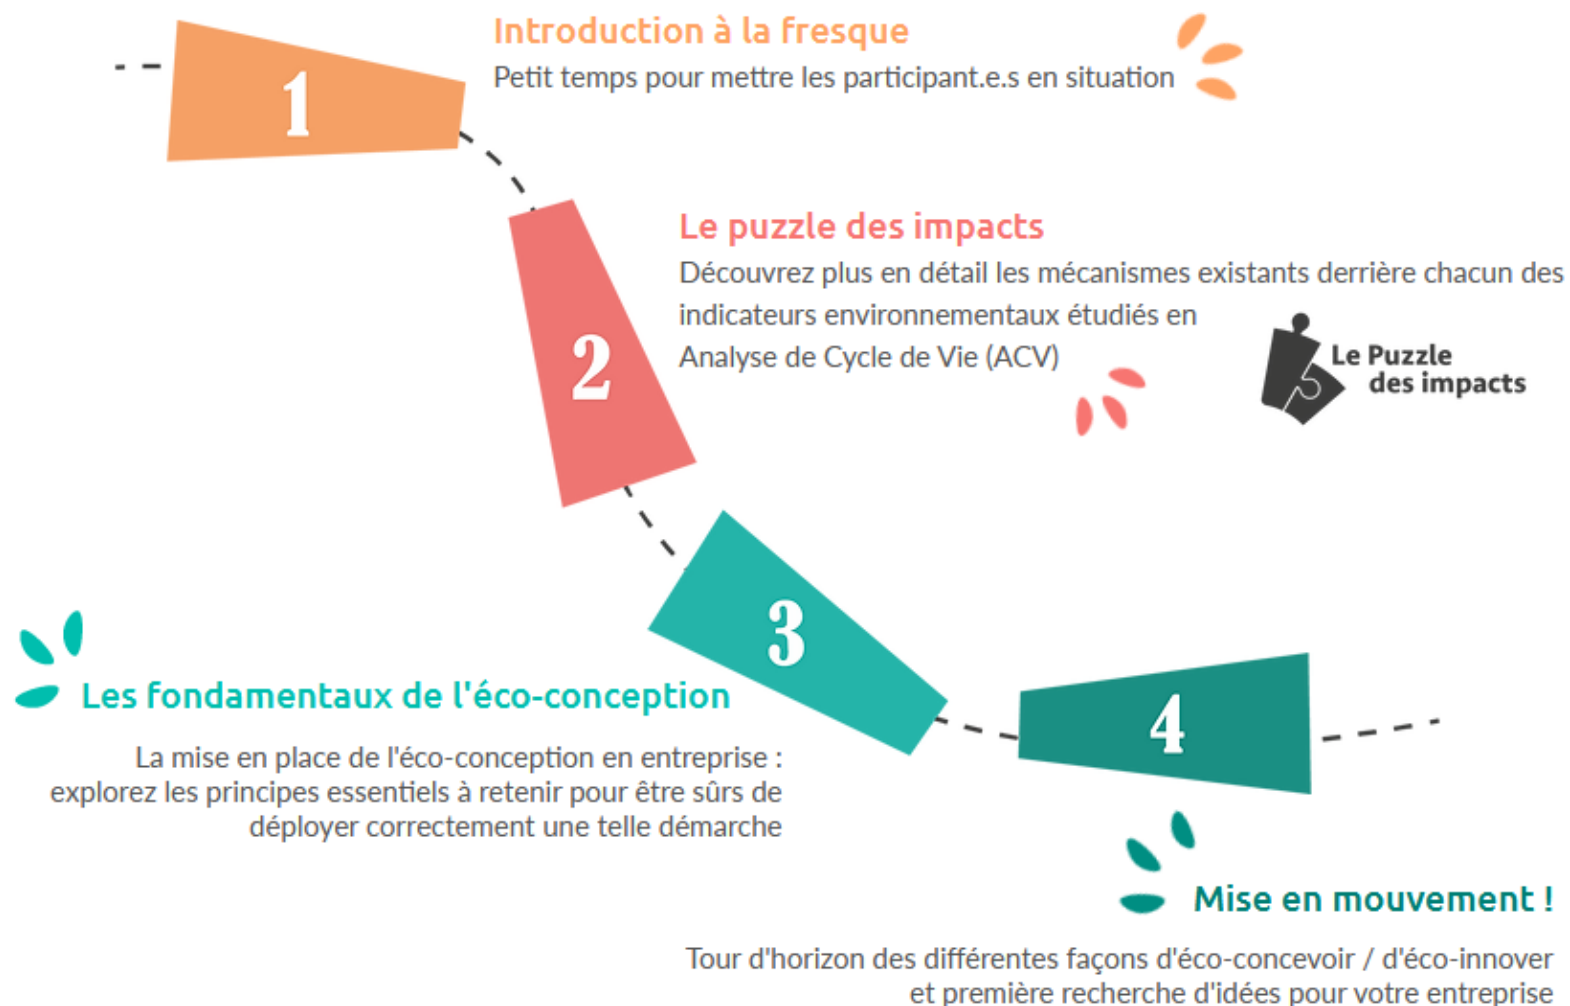 1
Introduction à la fresque
Petit temps pour mettre les participant.e.s en situation
2
Le puzzle des impacts
Découvrez plus en détail les mécanismes existants derrière chacun des
indicateurs environnementaux étudiés en
Analyse de Cycle de Vie (ACV)
Le Puzzle
des impacts
3
Les fondamentaux de l'éco-conception
La mise en place de l'éco-conception en entreprise :
explorez les principes essentiels à retenir pour être sûrs de
déployer correctement une telle démarche
4
Mise en mouvement !
Tour d'horizon des différentes façons d'éco-concevoir / d'éco-innover
et première recherche d'idées pour votre entreprise